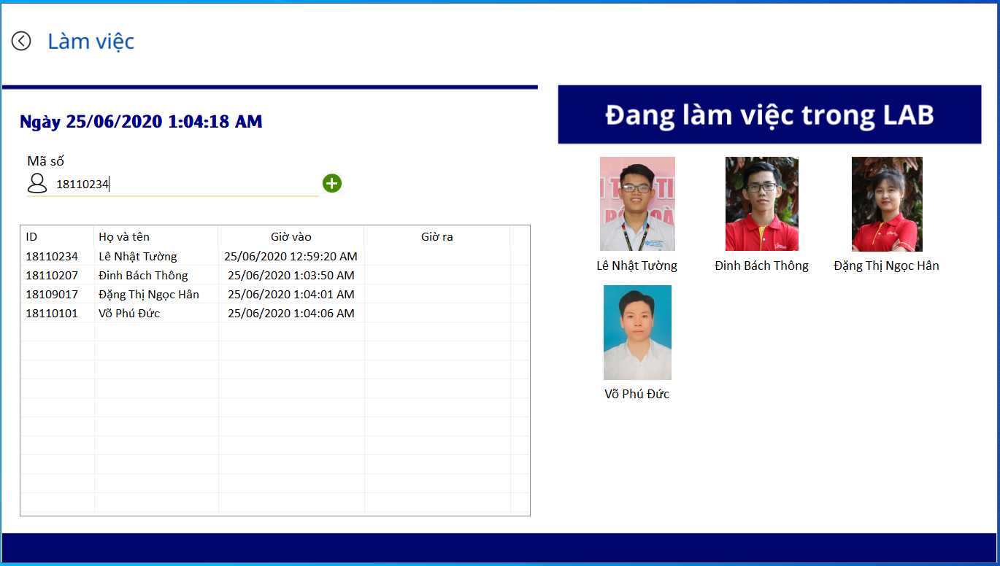 Làm việc
Ngày 25/06/2020 1:04:18 AM
Mã số
18110234
ID Họ và tên Giờ vào Giờ ra
18110234 Lê Nhật Tường 25/06/2020 12:59:20 AM
18110207 Đinh Bách Thông 25/06/2020 1:03:50 AM
18109017 Đặng Thị Ngọc Hân 25/06/2020 1:04:01 AM
18110101 Võ Phú Đức 25/06/2020 1:04:06 AM
Đang làm việc trong LAB
Lê Nhật Tường Đinh Bách Thông Đặng Thị Ngọc Hân
Võ Phú Đức